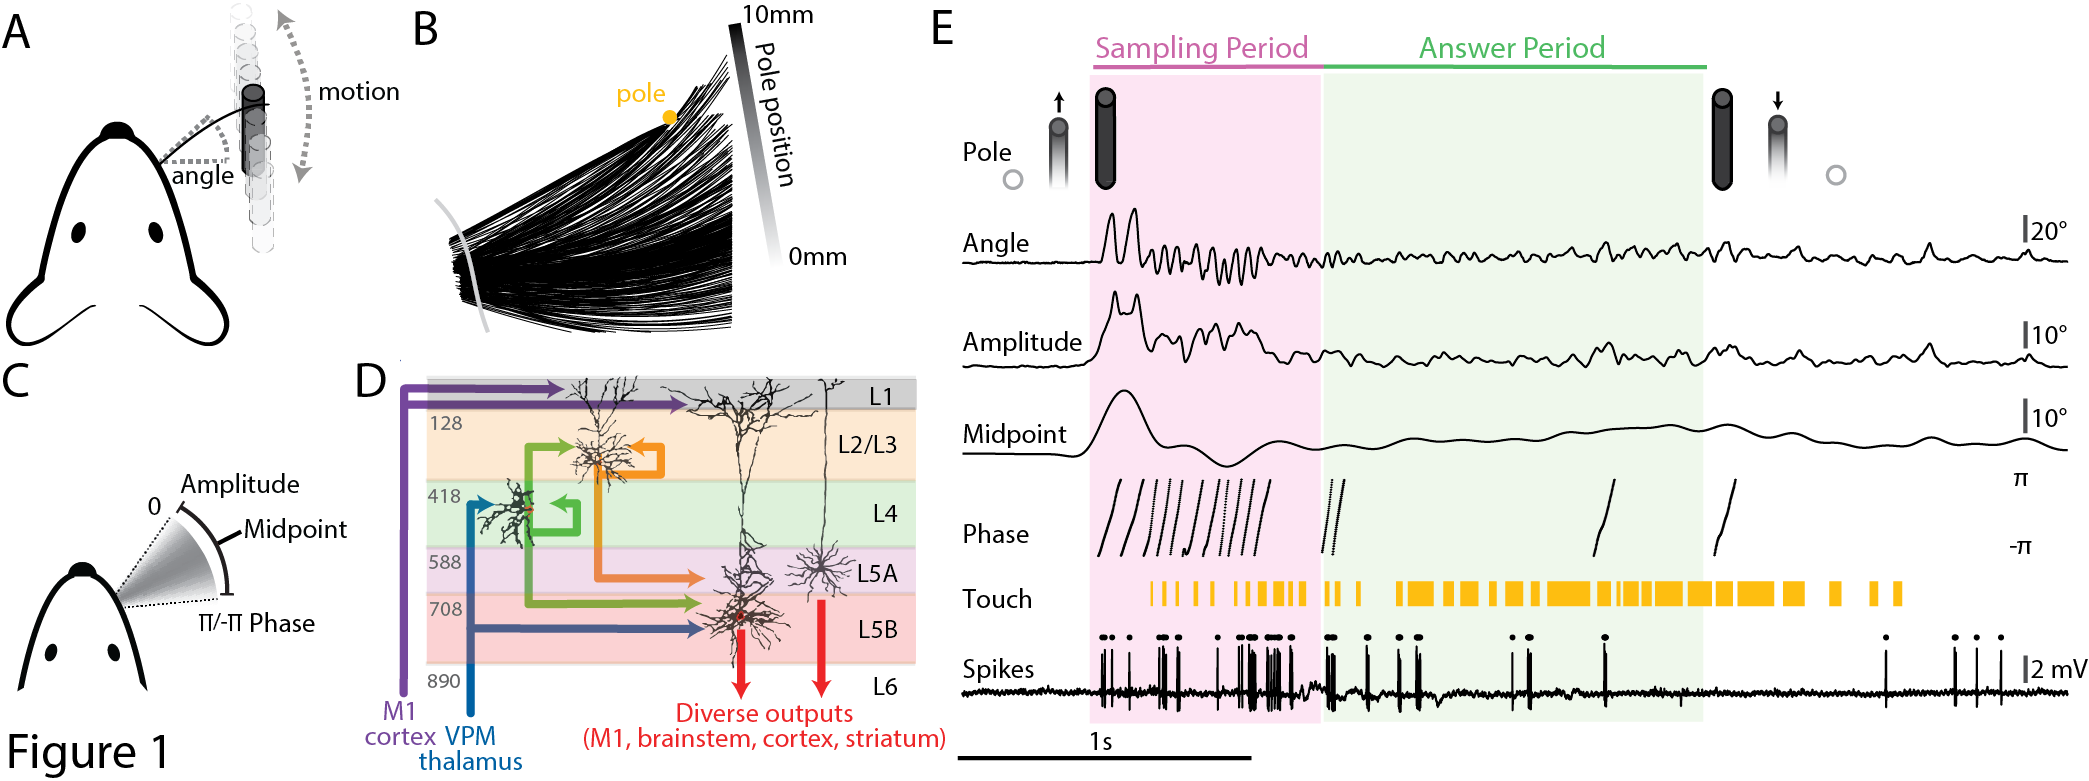 A
motion
angle
B
10mm
pole
Pole position
0mm
C
0
Amplitude
Midpoint
π/-π Phase
D
L1
128
L2/L3
418
L4
588
L5A
708
L5B
890
L6
M1
cortex
VPM
thalamus
Diverse outputs
(M1, brainstem, cortex, striatum)
E
Sampling Period
Answer Period
Pole
Angle
20°
Amplitude
10°
Midpoint
10°
Phase
π
-π
Touch
Spikes
2 mV
1s
Figure 1